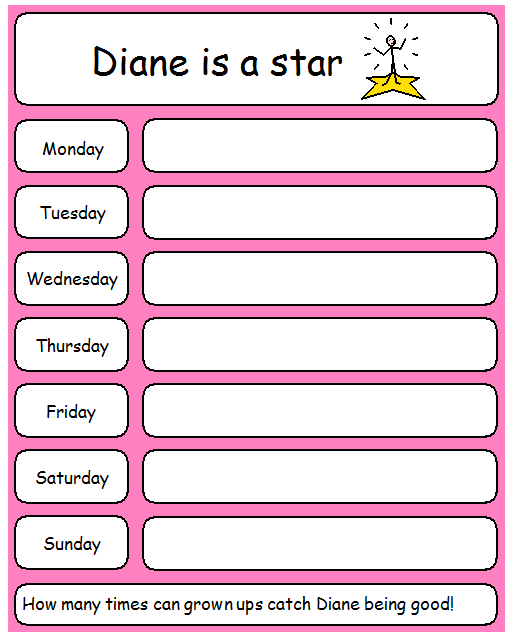 Diane is a star
Monday
Tuesday
Wednesday
Thursday
Friday
Saturday
Sunday
How many times can grown ups catch Diane being good!